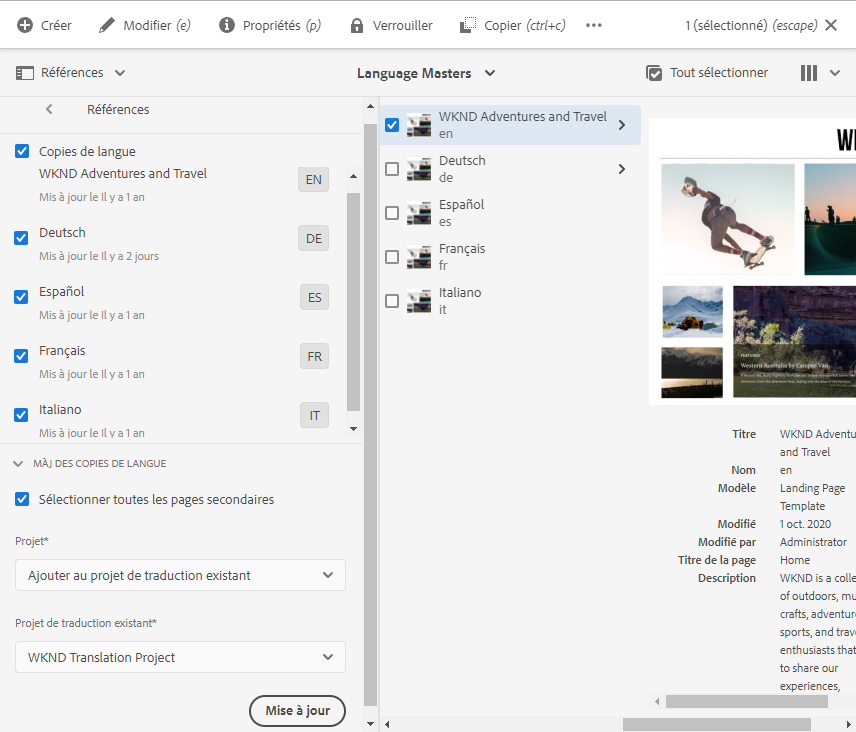 Créer
Modifier (e)
Propriétés (p)
Verrouiller
Copier (ctrl+c)
1 (sélectionné) (escape)
Références
Language Masters
Tout sélectionner
Références
Copies de langue
WKND Adventures and Travel
EN
Mis à jour le Il y a 1 an
Deutsch
DE
Mis à jour le Il y a 2 jours
Español
ES
Mis à jour le Il y a 1 an
Français
FR
Mis à jour le Il y a 1 an
Italiano
IT
Mis à jour le Il y a 1 an
MÀJ DES COPIES DE LANGUE
Sélectionner toutes les pages secondaires
Projet*
Ajouter au projet de traduction existant
Projet de traduction existant*
WKND Translation Project
Mise à jour
WKND Adventures and Travel
en
Deutsch
de
Español
es
Français
fr
Italiano
it
FEATURED
Western Australia by Camper Van
Titre WKND Adventu
and Travel
Nom en
Modèle Landing Page
Template
Modifié 1 oct. 2020
Modifié par Administrator
Titre de la page Home
Description WKND is a colle
of outdoors, mu
crafts, adventur
sports, and trav
enthusiasts that
to share our
experiences,